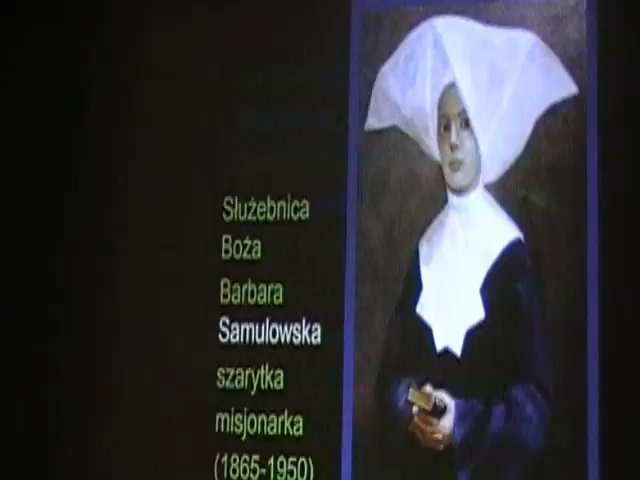 Służebnica
Boża
Barbara
Samulowska
szarytka
misjonarka
(1865-1950)